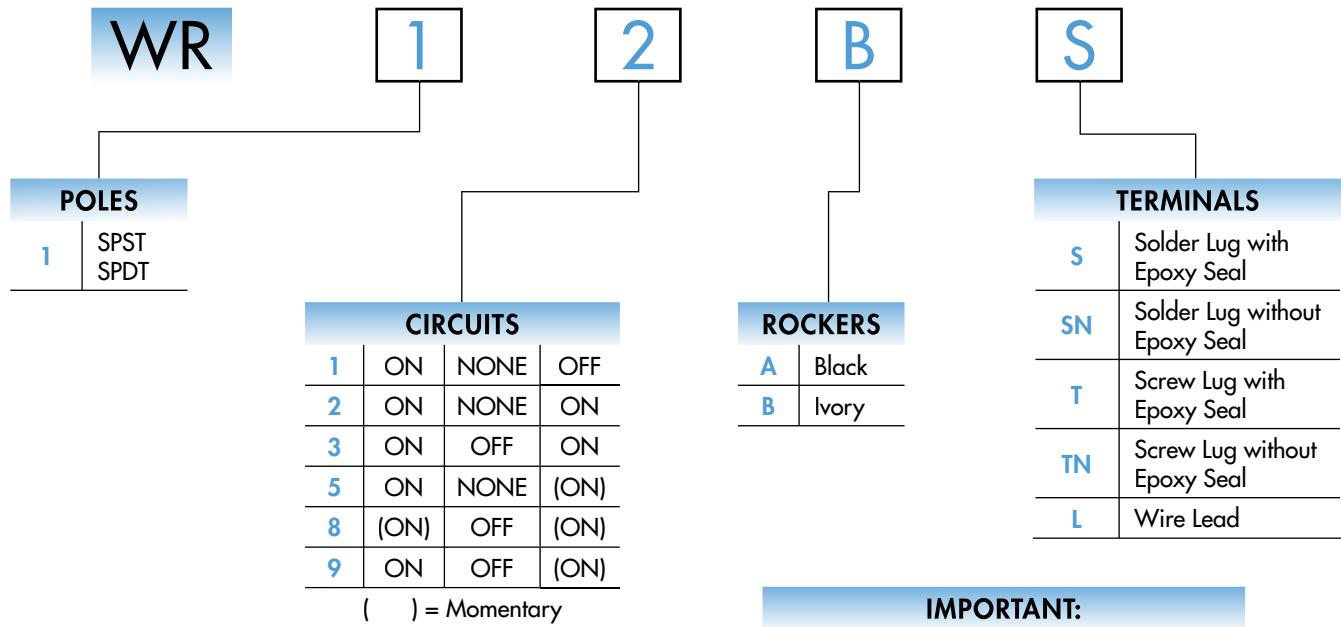 WR 1 2 B S
POLES
1 SPST
SPDT
CIRCUITS
1 ON NONE OFF
2 ON NONE ON
3 ON OFF ON
5 ON NONE (ON)
8 (ON) OFF (ON)
9 ON OFF (ON)
( ) = Momentary
ROCKERS
A Black
B Ivory
TERMINALS
S Solder Lug with
Epoxy Seal
SN Solder Lug without
Epoxy Seal
T Screw Lug with
Epoxy Seal
TN Screw Lug without
Epoxy Seal
L Wire Lead
IMPORTANT: